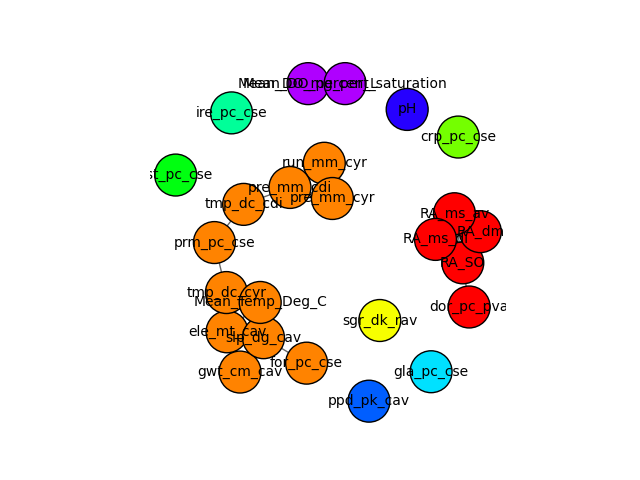 Mean_DO_mg_per_L
Mean_DO_percent_saturation
pH
ire_pc_cse
crp_pc_cse
run_mm_cyr
st_pc_cse
pre_mm_cdi
pre_mm_cyr
tmp_dc_cdi
RA_ms_av
RA_dm
RA_ms_di
prm_pc_cse
RA_SO
tmp_dc_cyr
Mean_Temp_Deg_C
dor_pc_pva
sgr_dk_rav
ele_mt_cav
slp_dg_cav
for_pc_cse
gwt_cm_cav
gla_pc_cse
ppd_pk_cav